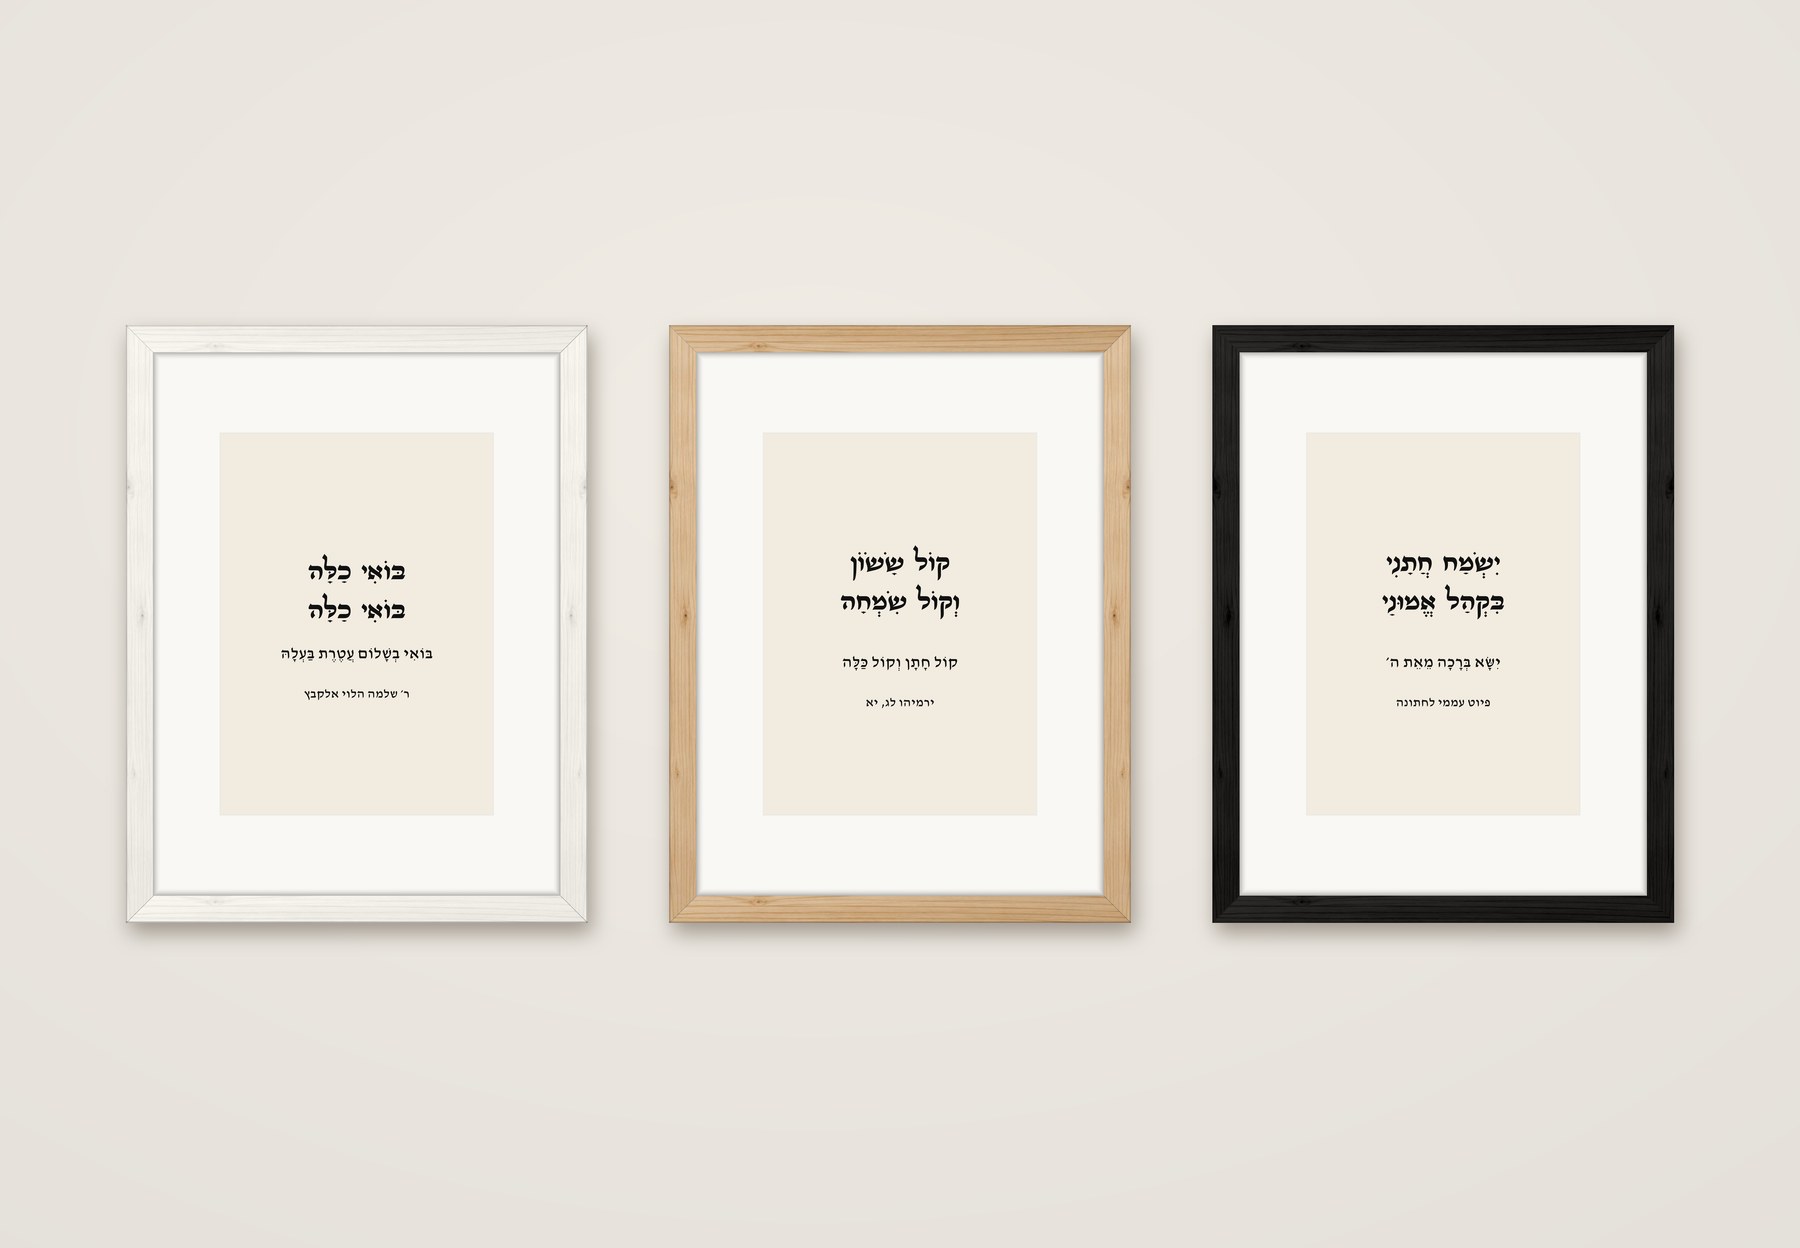 בּוֹאִי כַלָּה
בּוֹאִי כַלָּה
בּוֹאִי בְשָׁלוֹם עֲטֶרֶת בַּעְלָהּ
ר׳ שלמה הלוי אלקבץ
קוֹל שָׂשׂוֹן
וְקוֹל שִׂמְחָה
קוֹל חָתָן וְקוֹל כַּלָּה
ירמיהו לג, יא
יִשְׂמַח חֲתָנִי
בִּקְהַל אֱמוּנַי
יִשָּׂא בְּרָכָה מֵאֵת ה׳
פיוט עממי לחתונה